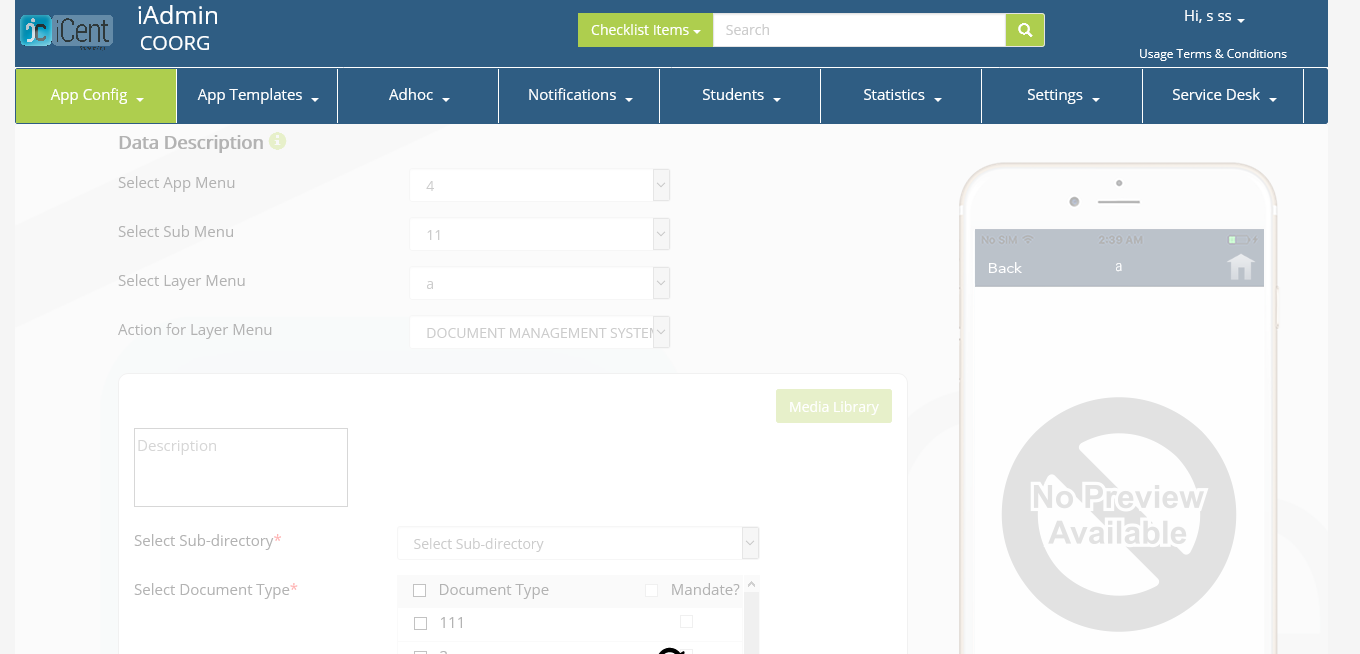 iCent
iAdmin
COORG
Checklist Items
Search
Hi, s ss
Usage Terms & Conditions
App Config
App Templates
Adhoc
Notifications
Students
Statistics
Settings
Service Desk
Data Description
Select App Menu
4
Select Sub Menu
11
Select Layer Menu
a
Action for Layer Menu
DOCUMENT MANAGEMENT SYSTEM
Media Library
Description
Select Sub-directory*
Select Sub-directory
Select Document Type*
Document Type
Mandate?
111
No SIM
2:39 AM
Back
a
No Preview
Available